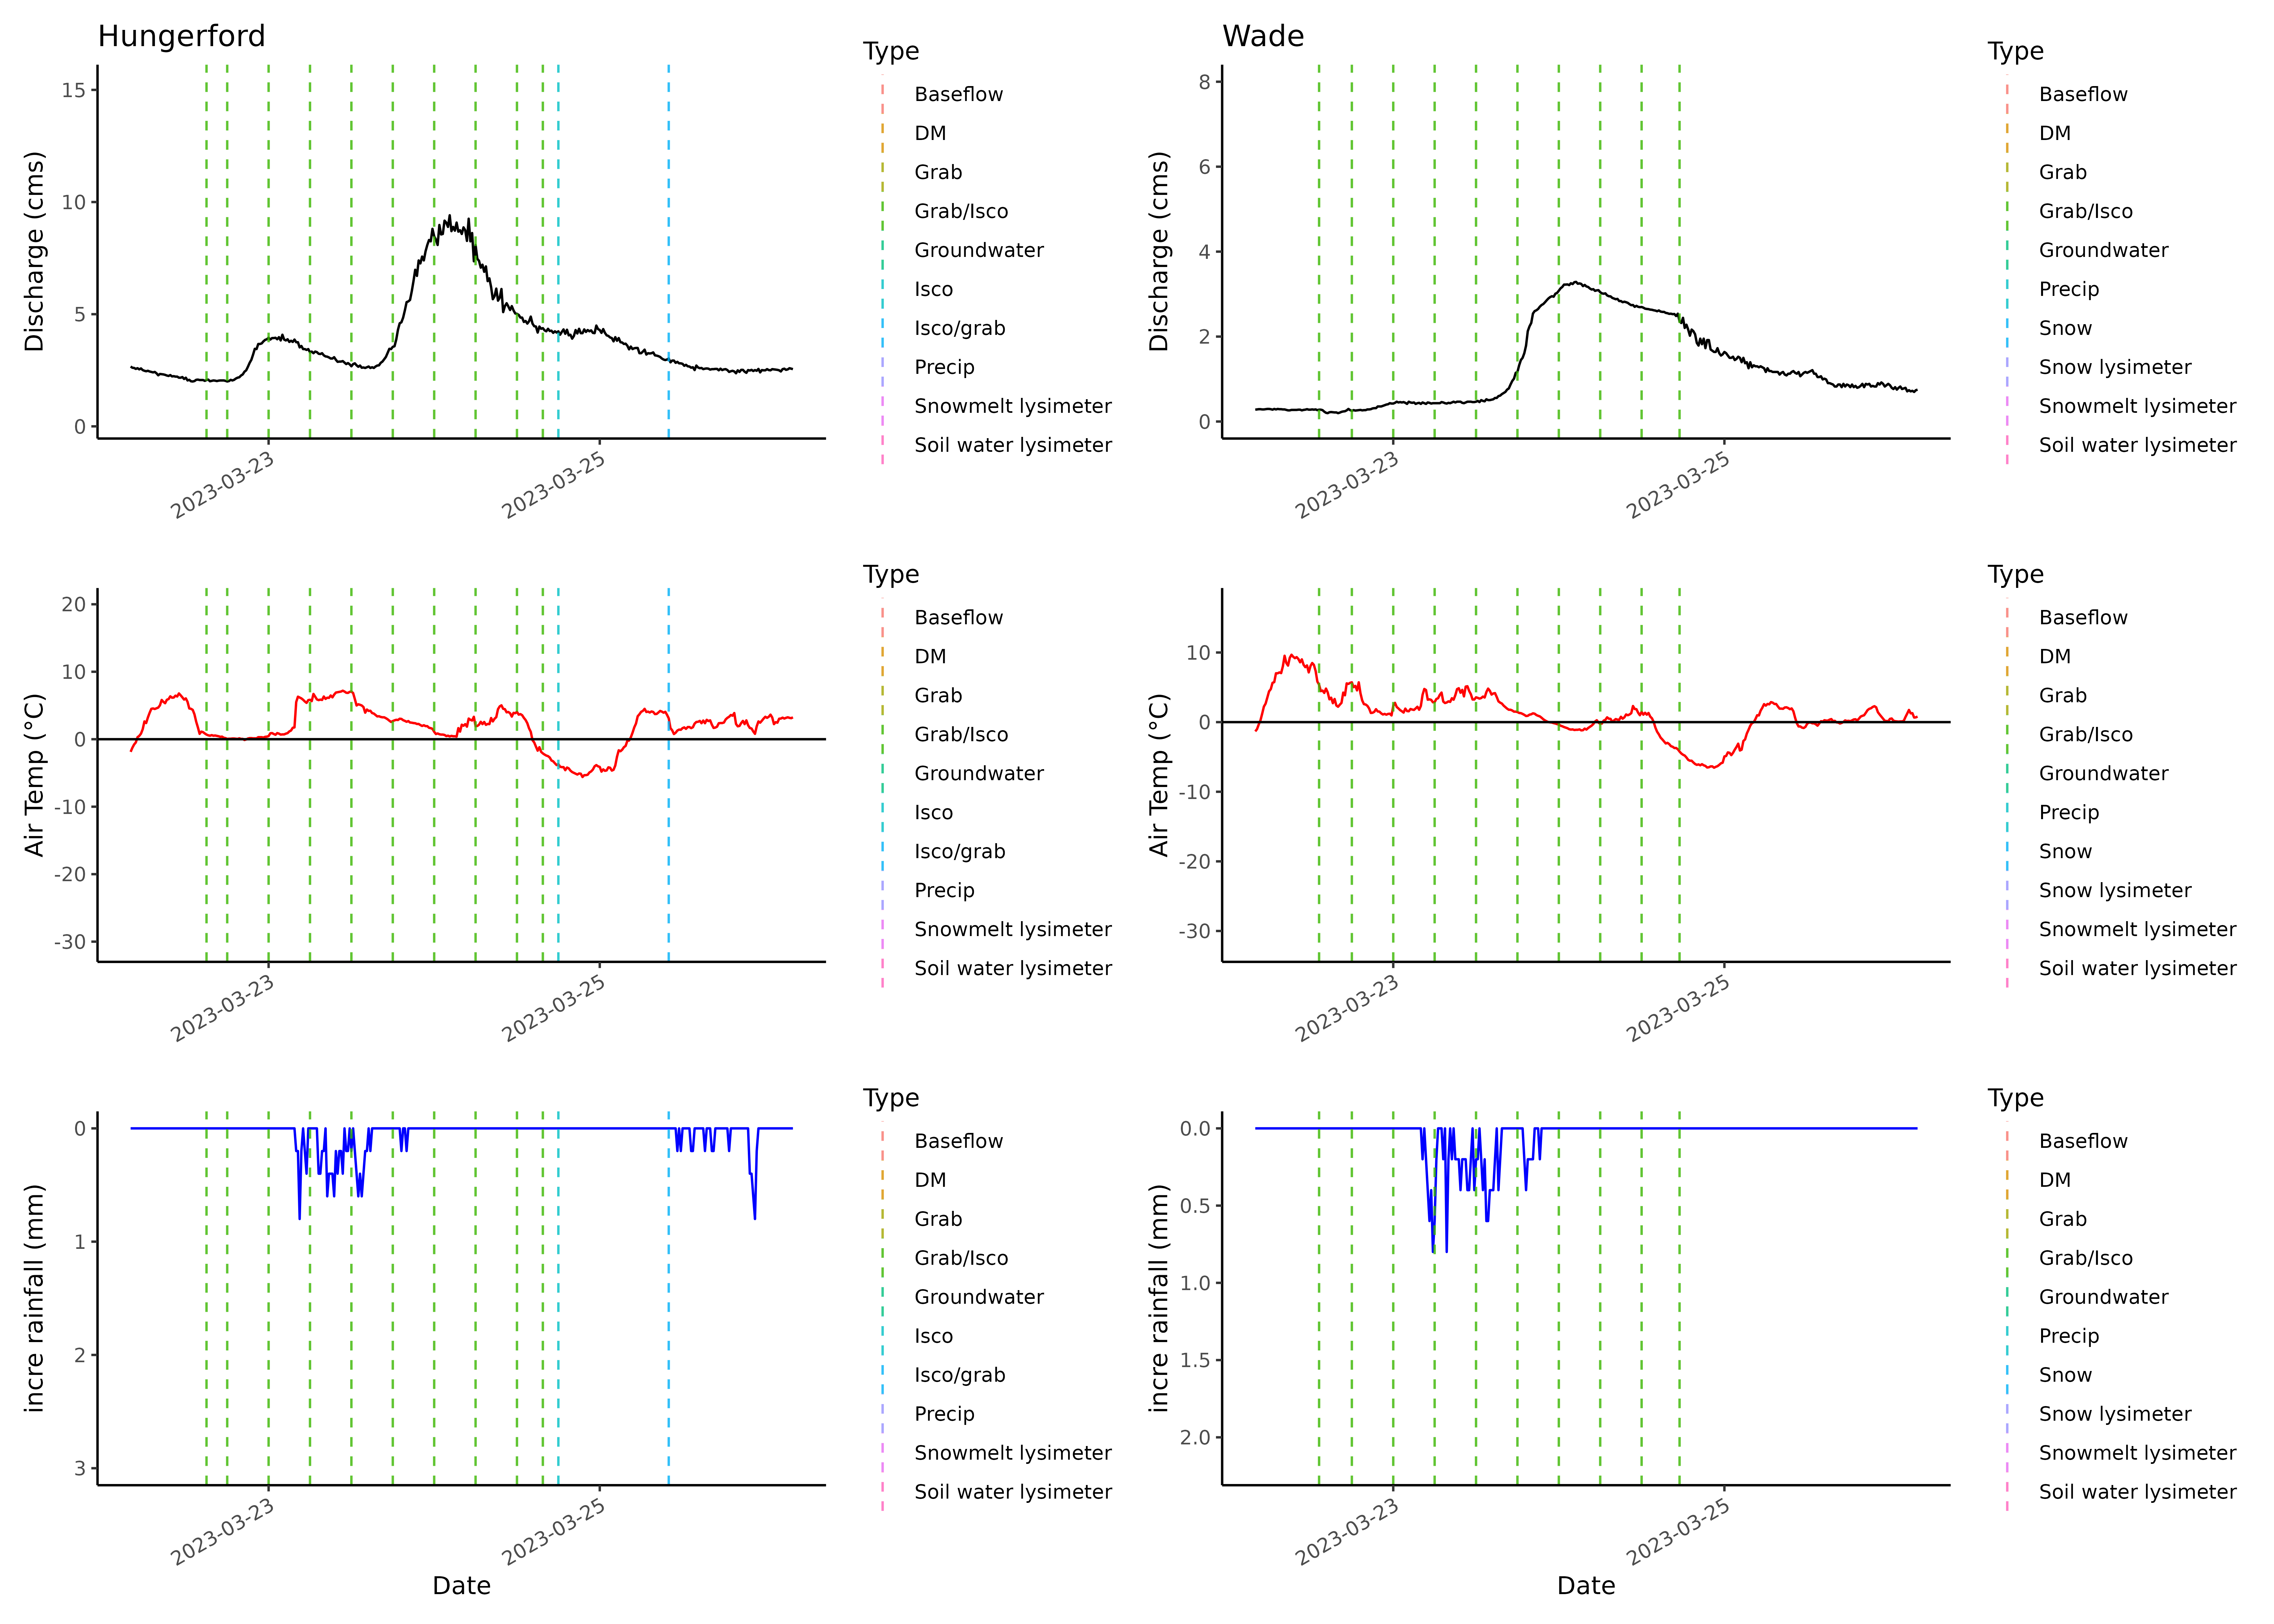 Hungerford
Discharge (cms)
15
10
5
0
2023-03-23
2023-03-25
Type
Baseflow
DM
Grab
Grab/Isco
Groundwater
Isco
Isco/grab
Precip
Snowmelt lysimeter
Soil water lysimeter
Wade
Discharge (cms)
8
6
4
2
0
2023-03-23
2023-03-25
Type
Baseflow
DM
Grab
Grab/Isco
Groundwater
Precip
Snow
Snow lysimeter
Snowmelt lysimeter
Soil water lysimeter
Air Temp (°C)
20
10
0
-10
-20
-30
2023-03-23
2023-03-25
Type
Baseflow
DM
Grab
Grab/Isco
Groundwater
Isco
Isco/grab
Precip
Snowmelt lysimeter
Soil water lysimeter
Air Temp (°C)
10
0
-10
-20
-30
2023-03-23
2023-03-25
Type
Baseflow
DM
Grab
Grab/Isco
Groundwater
Precip
Snow
Snow lysimeter
Snowmelt lysimeter
Soil water lysimeter
incre rainfall (mm)
0
1
2
3
2023-03-23
2023-03-25
Date
Type
Baseflow
DM
Grab
Grab/Isco
Groundwater
Isco
Isco/grab
Precip
Snowmelt lysimeter
Soil water lysimeter
incre rainfall (mm)
0.0
0.5
1.0
1.5
2.0
2023-03-23
2023-03-25
Date
Type
Baseflow
DM
Grab
Grab/Isco
Groundwater
Precip
Snow
Snow lysimeter
Snowmelt lysimeter
Soil water lysimeter